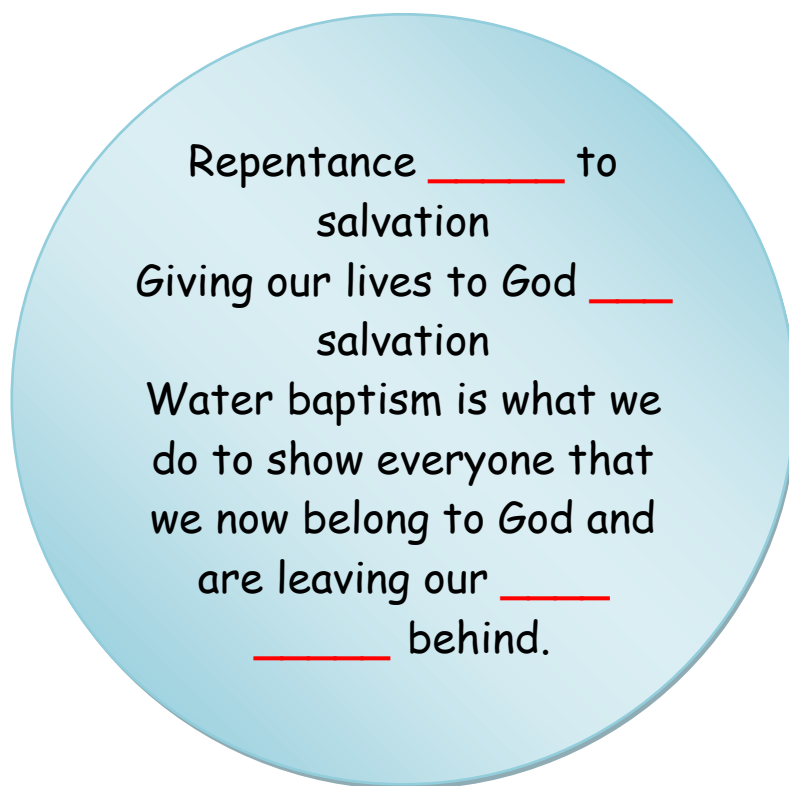 Repentance _____ to
salvation
Giving our lives to God ___
salvation
Water baptism is what we
do to show everyone that
we now belong to God and
are leaving our ____
_____ behind.